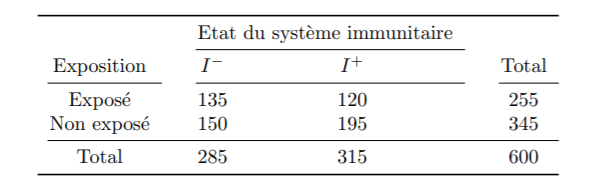 Etat du système immunitaire
Exposition I⁻ I⁺ Total
Exposé 135 120 255
Non exposé 150 195 345
Total 285 315 600